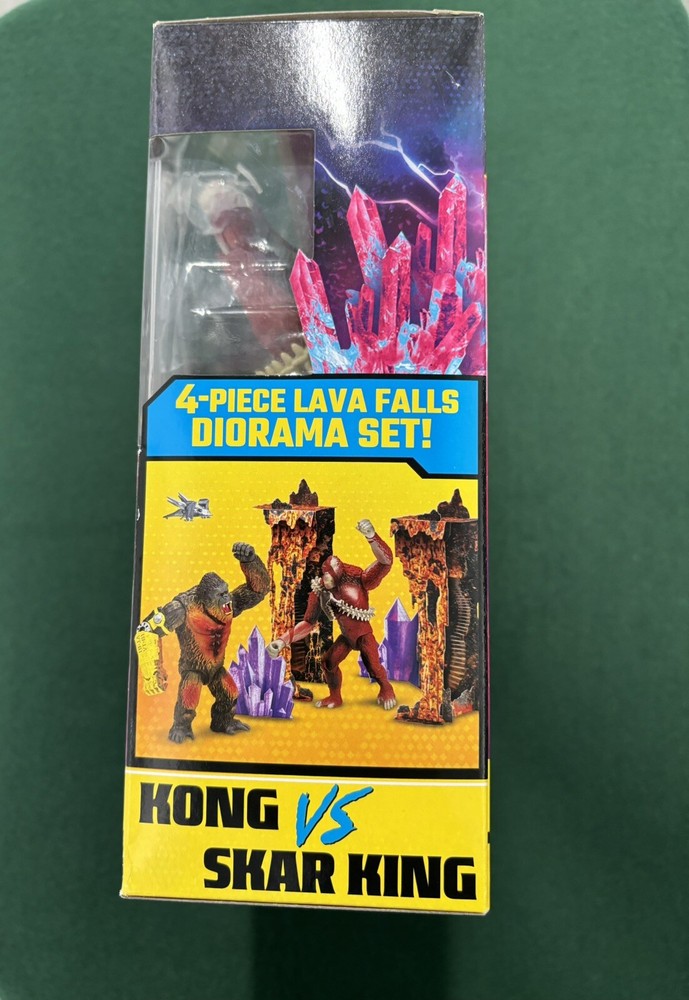 4-PIECE LAVA FALLS
DIORAMA SET!
KONG VS
SKAR KING